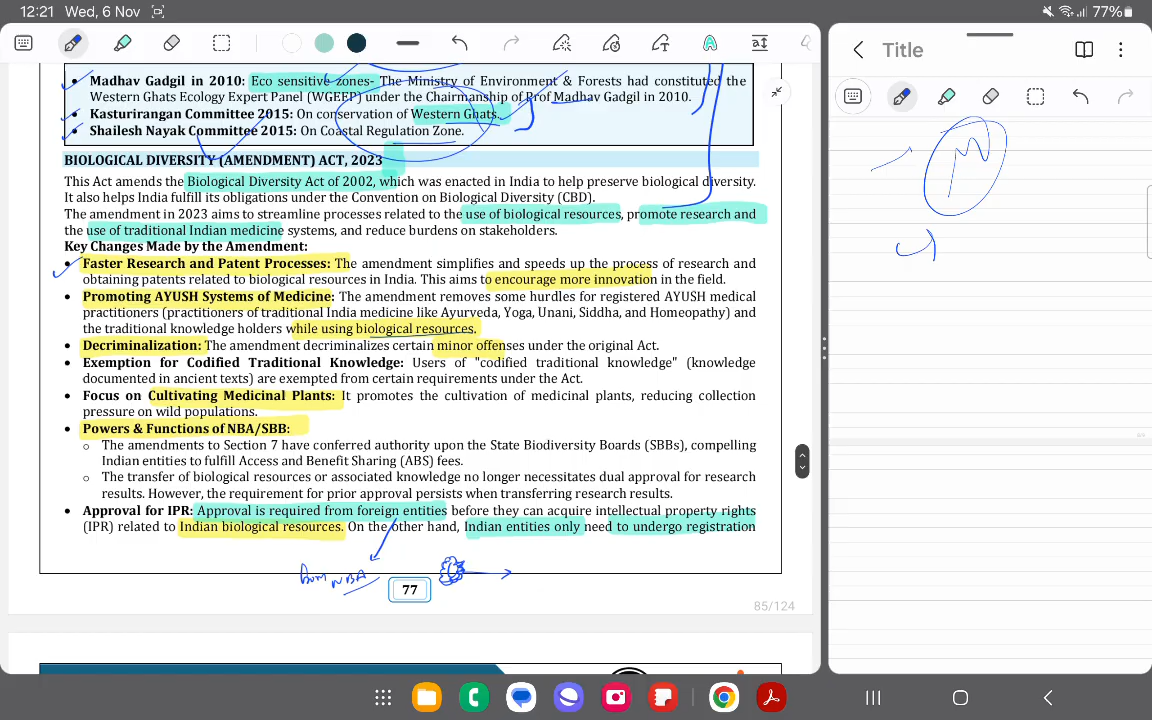 12:21 Wed, 6 Nov
77%
Title
• Madhav Gadgil in 2010: Eco sensitive zones- The Ministry of Environment & Forests had constituted the
Western Ghats Ecology Expert Panel (WGEEP) under the Chairmanship of Prof Madhav Gadgil in 2010.
• Kasturirangan Committee 2015: On conservation of Western Ghats.
• Shailesh Nayak Committee 2015: On Coastal Regulation Zone.
BIOLOGICAL DIVERSITY (AMENDMENT) ACT, 2023
This Act amends the Biological Diversity Act of 2002, which was enacted in India to help preserve biological diversity.
It also helps India fulfill its obligations under the Convention on Biological Diversity (CBD).
The amendment in 2023 aims to streamline processes related to the use of biological resources, promote research and
the use of traditional Indian medicine systems, and reduce burdens on stakeholders.
Key Changes Made by the Amendment:
• Faster Research and Patent Processes: The amendment simplifies and speeds up the process of research and
obtaining patents related to biological resources in India. This aims to encourage more innovation in the field.
• Promoting AYUSH Systems of Medicine: The amendment removes some hurdles for registered AYUSH medical
practitioners (practitioners of traditional India medicine like Ayurveda, Yoga, Unani, Siddha, and Homeopathy) and
the traditional knowledge holders while using biological resources.
• Decriminalization: The amendment decriminalizes certain minor offenses under the original Act.
• Exemption for Codified Traditional Knowledge: Users of "codified traditional knowledge" (knowledge
documented in ancient texts) are exempted from certain requirements under the Act.
• Focus on Cultivating Medicinal Plants: It promotes the cultivation of medicinal plants, reducing collection
pressure on wild populations.
• Powers & Functions of NBA/SBB:
o The amendments to Section 7 have conferred authority upon the State Biodiversity Boards (SBBs), compelling
Indian entities to fulfill Access and Benefit Sharing (ABS) fees.
o The transfer of biological resources or associated knowledge no longer necessitates dual approval for research
results. However, the requirement for prior approval persists when transferring research results.
• Approval for IPR: Approval is required from foreign entities before they can acquire intellectual property rights
(IPR) related to Indian biological resources. On the other hand, Indian entities only need to undergo registration
from NBA
77
85/124
M